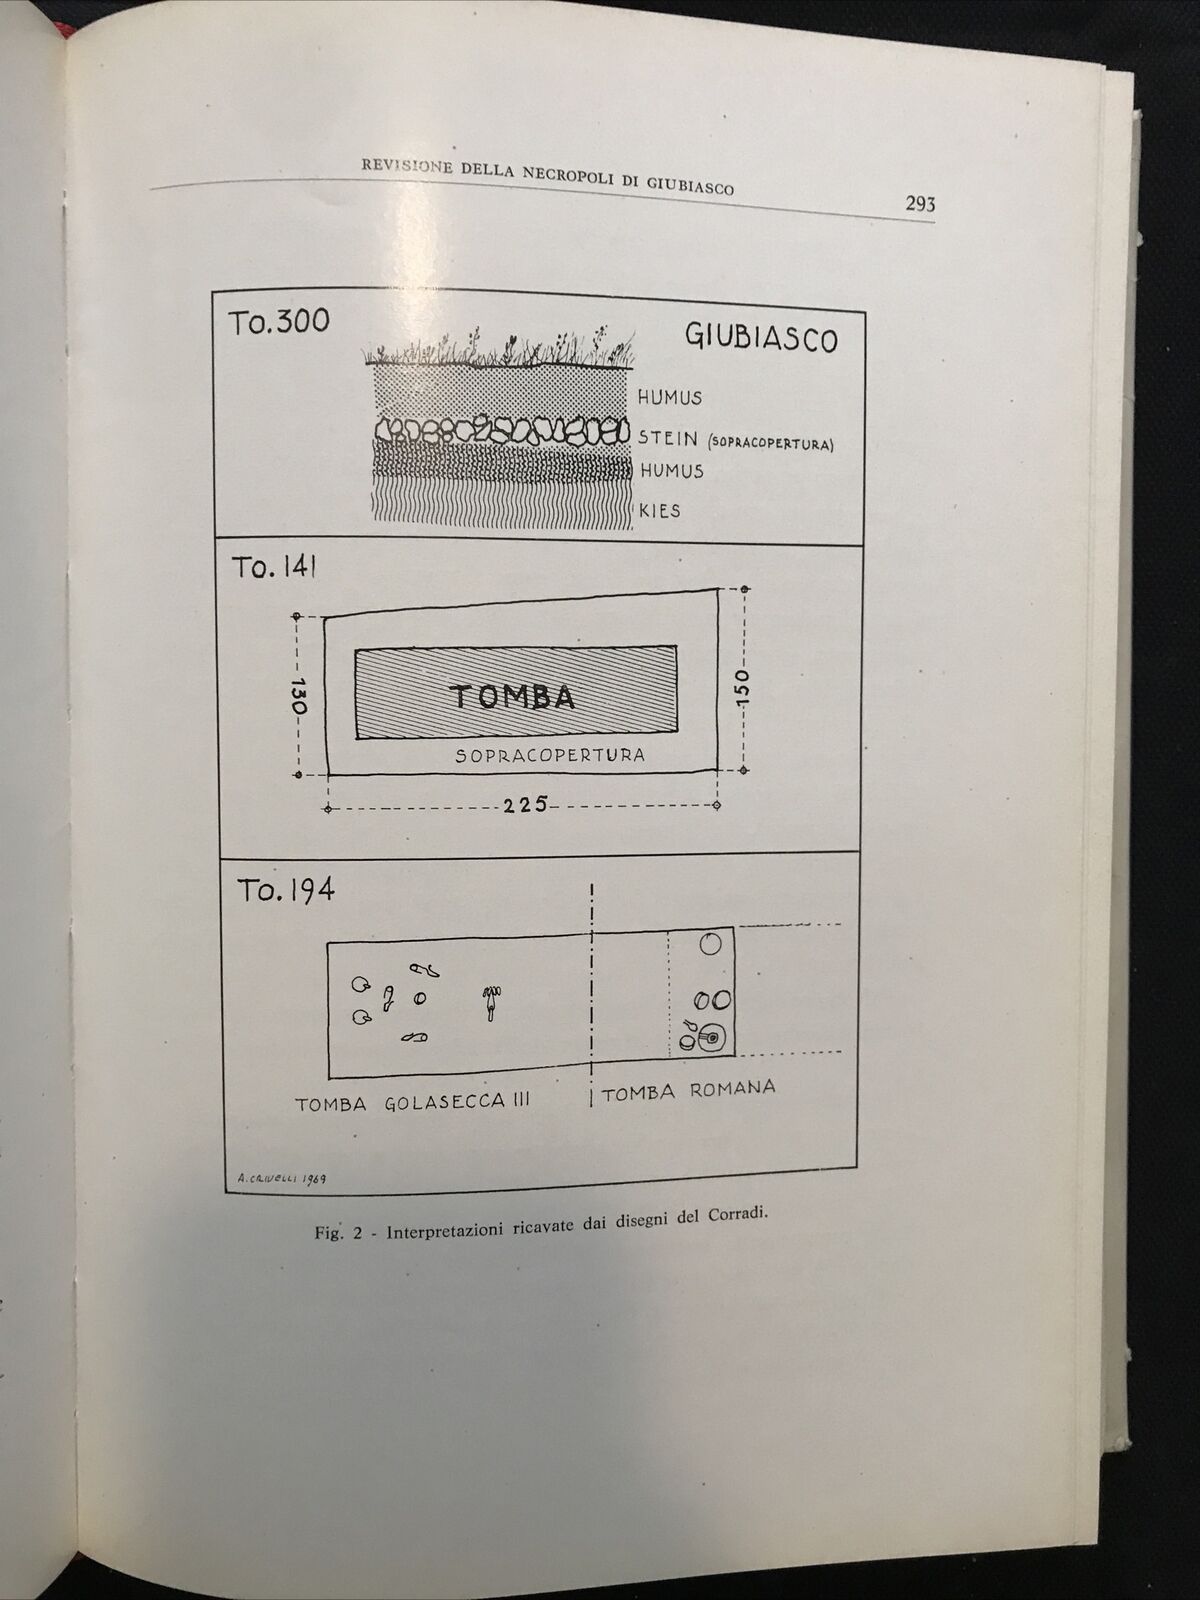 REVISIONE DELLA NECROPOLI DI GIUBIASCO
293
To.300
GIUBIASCO
HUMUS
STEIN (SOPRACOPERTURA)
HUMUS
KIES
To.141
130
150
TOMBA
SOPRACOPERTURA
225
To.194
TOMBA GOLASECCA III
TOMBA ROMANA
A. CRIVELLI 1969
Fig. 2 - Interpretazioni ricavate dai disegni del Corradi.